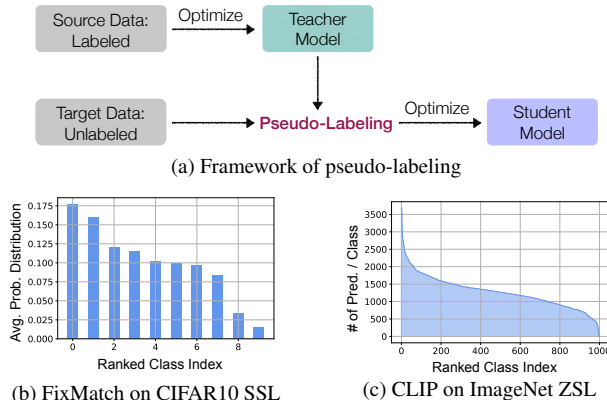 Source Data:
Labeled
Optimize
Teacher
Model
Target Data:
Unlabeled
Pseudo-Labeling
Optimize
Student
Model
(a) Framework of pseudo-labeling
Avg. Prob. Distribution
0.175
0.150
0.125
0.100
0.075
0.050
0.025
0.000
0 2 4 6 8
Ranked Class Index
(b) FixMatch on CIFAR10 SSL
# of Pred. / Class
3500
3000
2500
2000
1500
1000
500
0
0 200 400 600 800 1000
Ranked Class Index
(c) CLIP on ImageNet ZSL